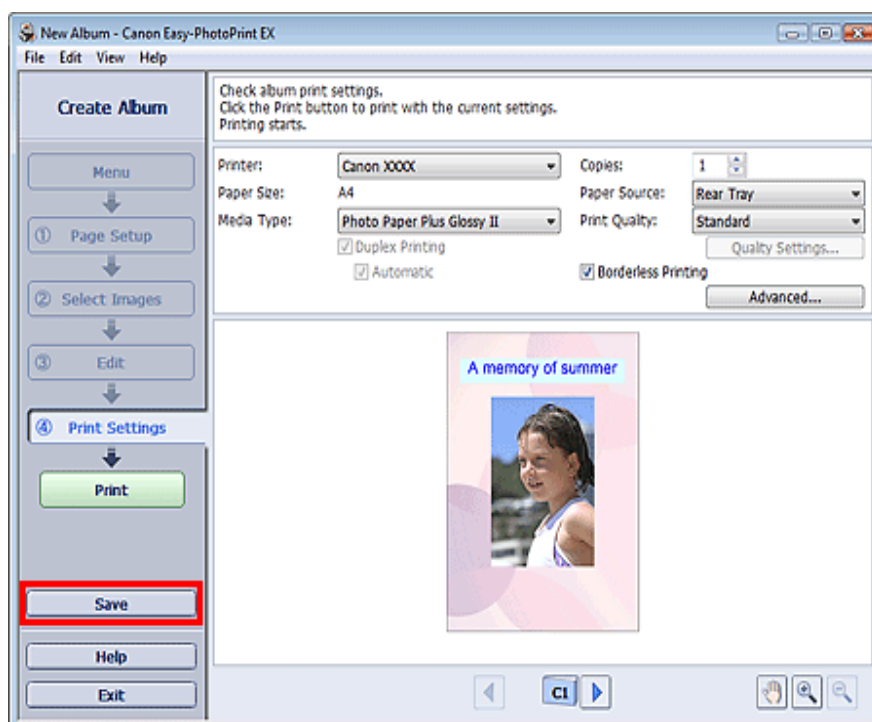 New Album - Canon Easy-PhotoPrint EX
File Edit View Help
Create Album
Menu
① Page Setup
② Select Images
③ Edit
④ Print Settings
Print
Save
Help
Exit
Check album print settings.
Click the Print button to print with the current settings.
Printing starts.
Printer: Canon XXXX Copies: 1
Paper Size: A4 Paper Source: Rear Tray
Media Type: Photo Paper Plus Glossy II Print Quality: Standard
Duplex Printing Quality Settings...
Automatic Borderless Printing
Advanced...
A memory of summer
C1